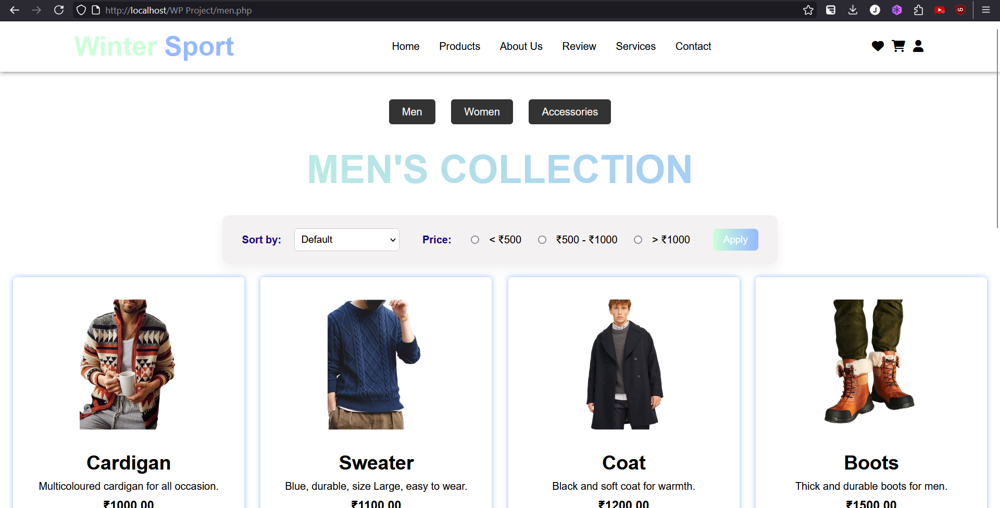 http://localhost/WP Project/men.php
Winter Sport
Home Products About Us Review Services Contact
Men Women Accessories
MEN'S COLLECTION
Sort by: Default Price: < ₹500 ₹500 - ₹1000 > ₹1000 Apply
Cardigan Sweater Coat Boots
Multicoloured cardigan for all occasion. Blue, durable, size Large, easy to wear. Black and soft coat for warmth. Thick and durable boots for men.
₹1000.00 ₹1100.00 ₹1200.00 ₹1500.00